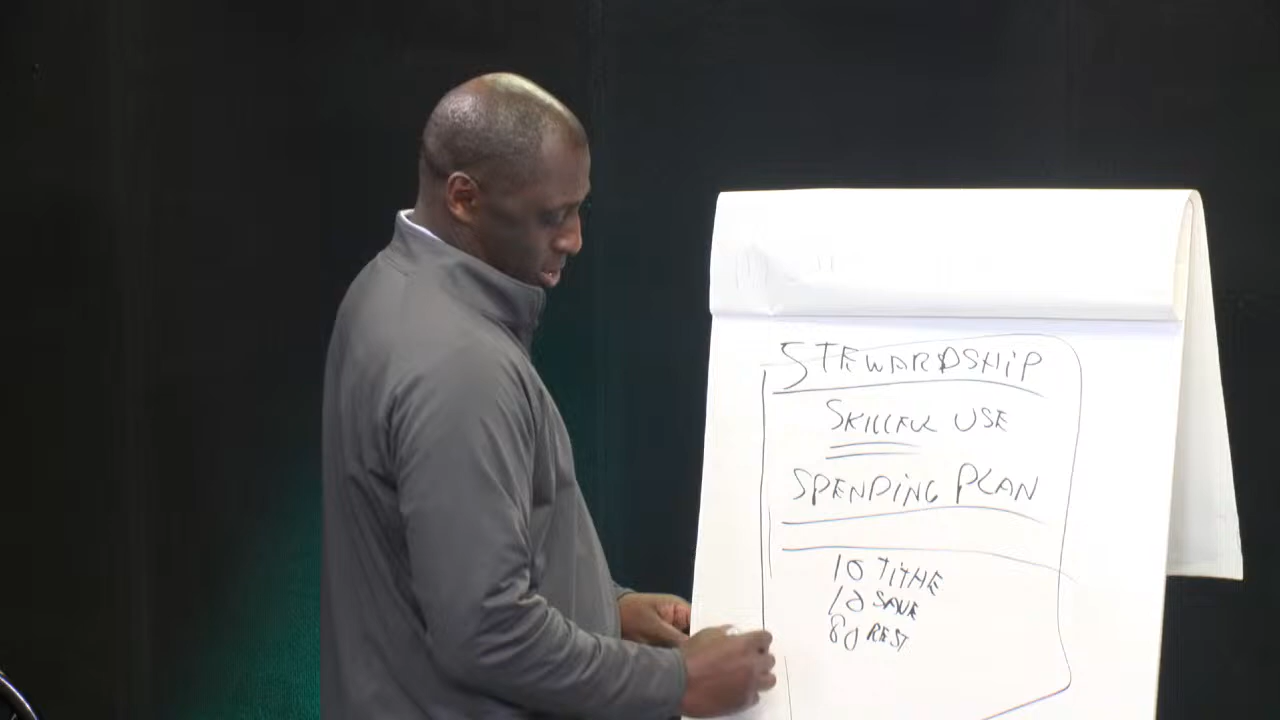 STEWARDSHIP
SKILLFUL USE
SPENDING PLAN
10 TITHE
10 SAVE
80 REST